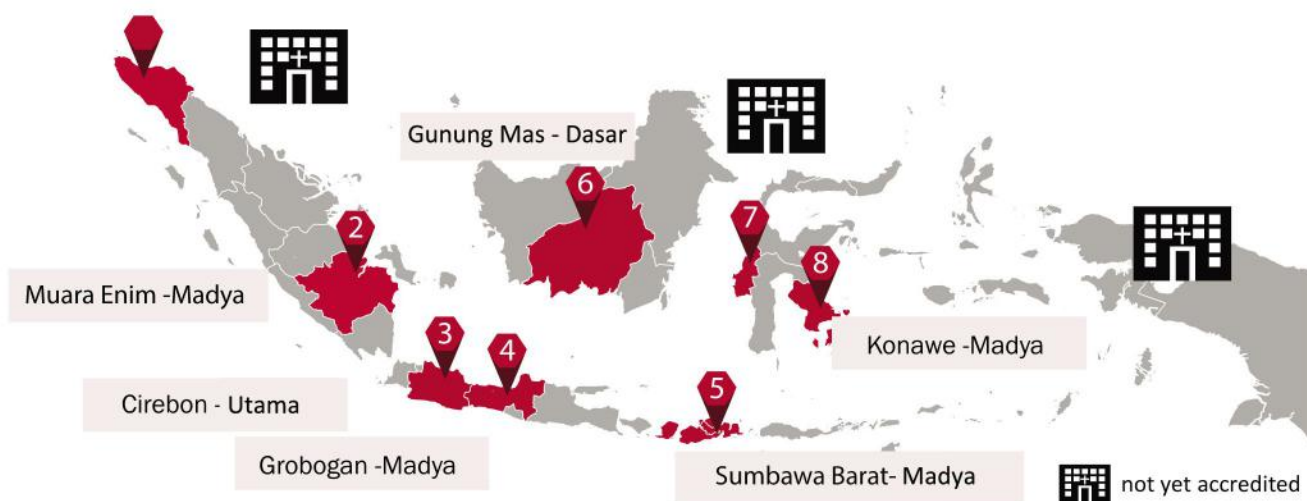 Gunung Mas - Dasar
6
2
7
8
Muara Enim -Madya
3
4
Konawe -Madya
5
Cirebon - Utama
Grobogan -Madya
Sumbawa Barat- Madya
not yet accredited